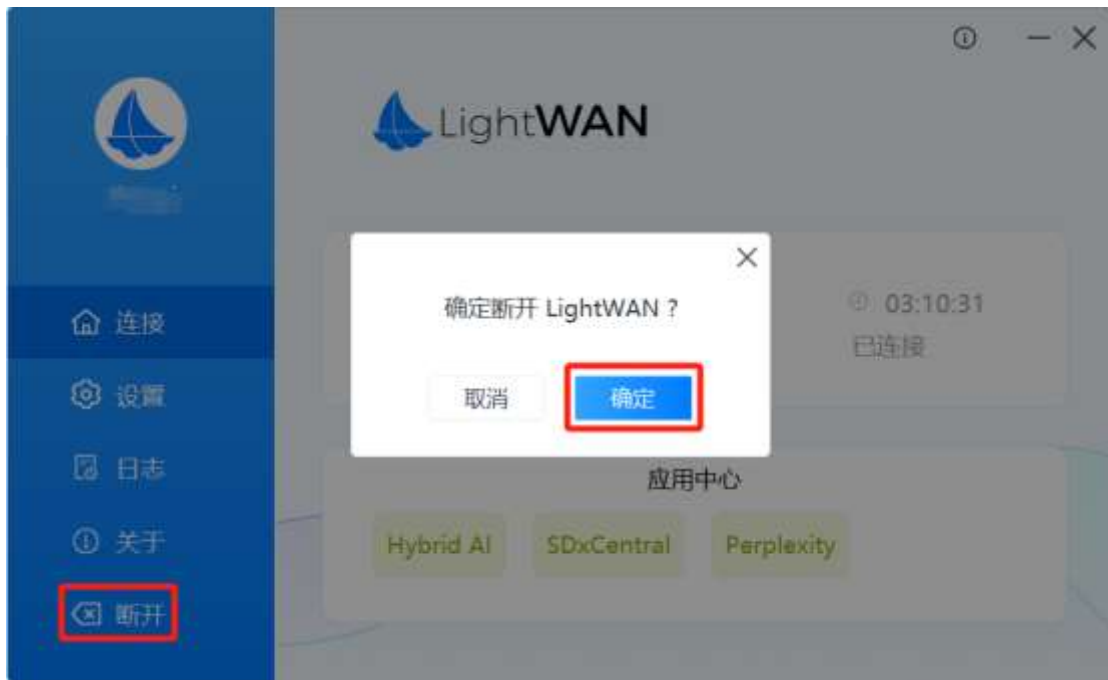 LightWAN
连接
设置
日志
关于
断开
确定断开 LightWAN ?
取消
确定
03:10:31
已连接
应用中心
Hybrid AI
SDxCentral
Perplexity